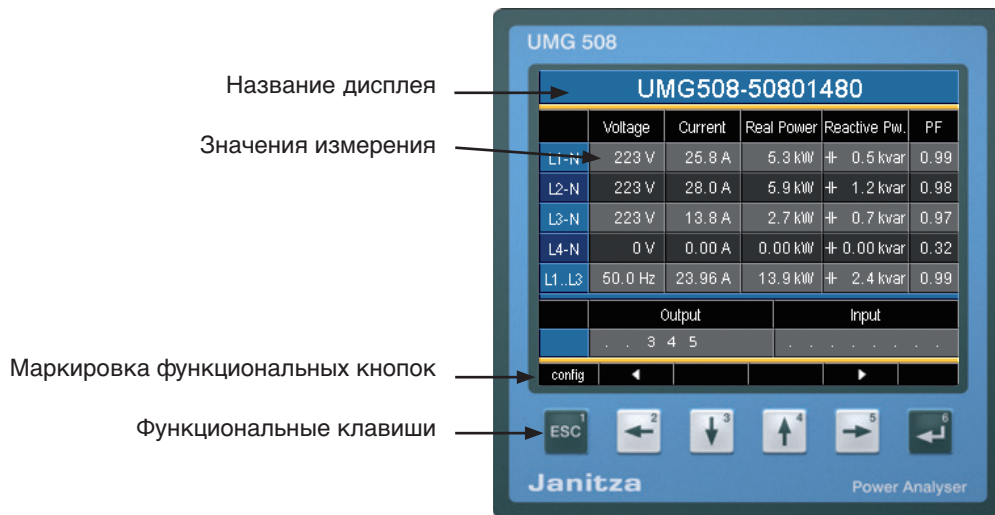 UMG 508
Название дисплея
UMG508-50801480
Voltage Current Real Power Reactive Pw. PF
Значения измерения
L1-N 223 V 25.8 A 5.3 kW 0.5 kvar 0.99
L2-N 223 V 28.0 A 5.9 kW 1.2 kvar 0.98
L3-N 223 V 13.8 A 2.7 kW 0.7 kvar 0.97
L4-N 0 V 0.00 A 0.00 kW 0.00 kvar 0.32
L1..L3 50.0 Hz 23.96 A 13.9 kW 2.4 kvar 0.99
Output Input
. . 3 4 5 . . . . . . . .
Маркировка функциональных кнопок
config
Функциональные клавиши
ESC 1 2 3 4 5 6
Janitza Power Analyser